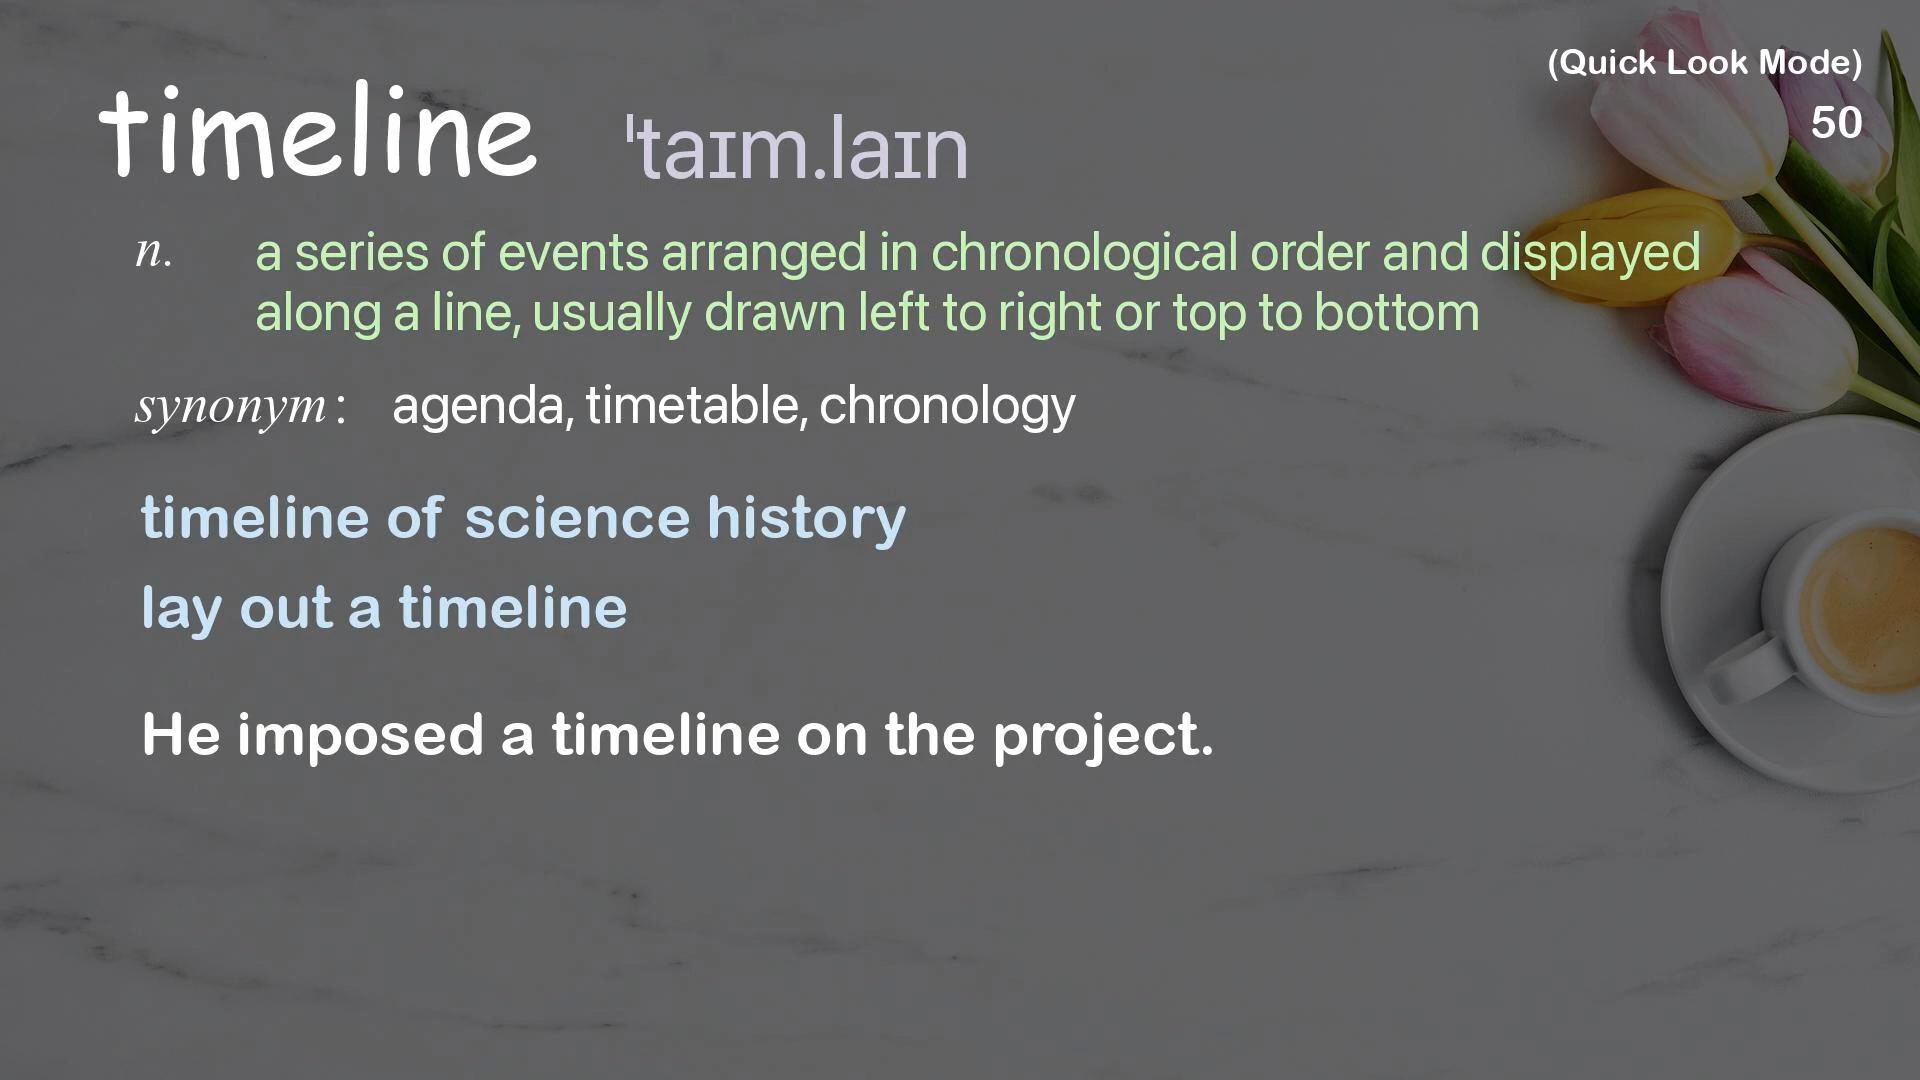 (Quick Look Mode)
50
timeline ˈtaɪm.laɪn
n. a series of events arranged in chronological order and displayed
along a line, usually drawn left to right or top to bottom
synonym: agenda, timetable, chronology
timeline of science history
lay out a timeline
He imposed a timeline on the project.